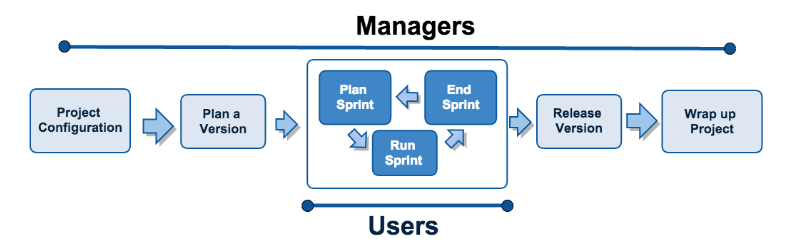 Managers
Project
Configuration
Plan a
Version
Plan
Sprint
End
Sprint
Run
Sprint
Release
Version
Wrap up
Project
Users